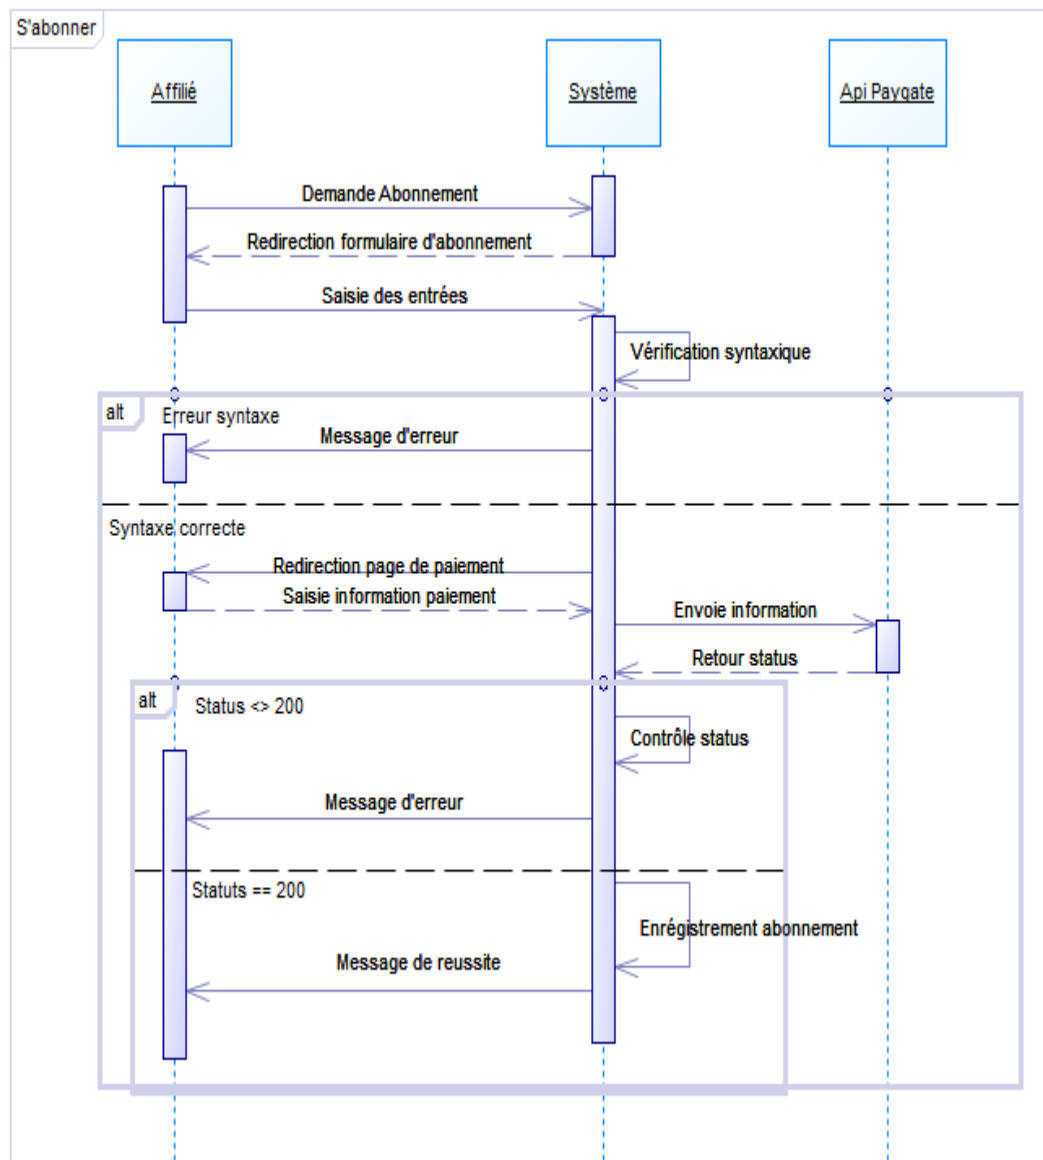 S'abonner
Affilié
Système
Api Paygate
Demande Abonnement
Redirection formulaire d'abonnement
Saisie des entrées
Vérification syntaxique
alt
Erreur syntaxe
Message d'erreur
Syntaxe correcte
Redirection page de paiement
Saisie information paiement
Envoie information
Retour status
alt
Status <> 200
Contrôle status
Message d'erreur
Statuts == 200
Enrégistrement abonnement
Message de reussite